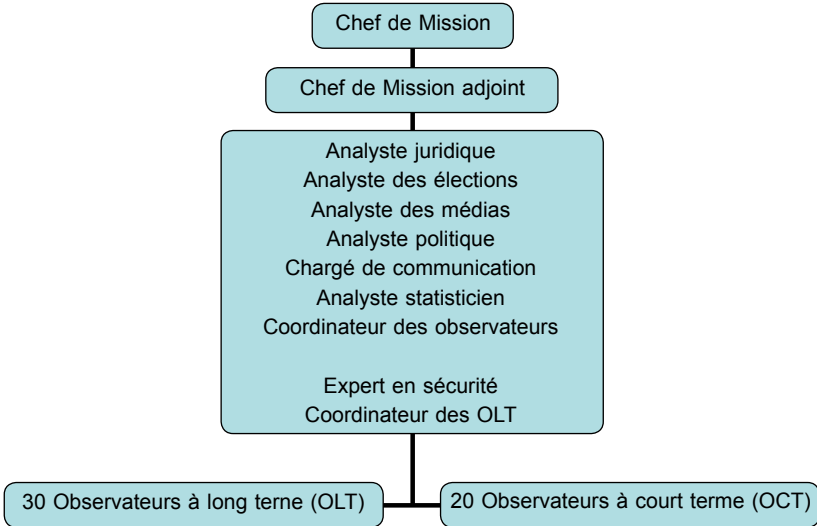 Chef de Mission
Chef de Mission adjoint
Analyste juridique
Analyste des élections
Analyste des médias
Analyste politique
Chargé de communication
Analyste statisticien
Coordinateur des observateurs
Expert en sécurité
Coordinateur des OLT
30 Observateurs à long terne (OLT)
20 Observateurs à court terme (OCT)